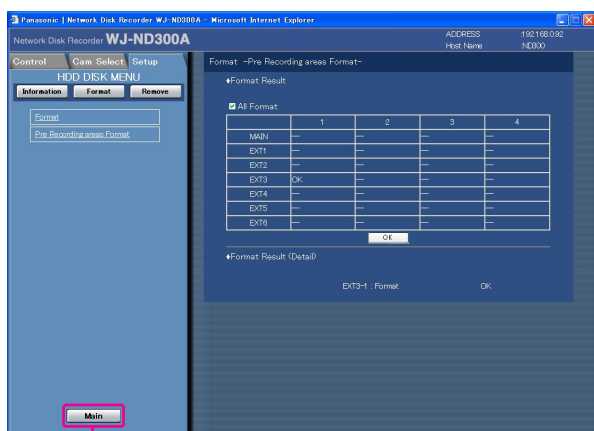 Panasonic | Network Disk Recorder WJ-ND300A - Microsoft Internet Explorer
Network Disk Recorder WJ-ND300A
ADDRESS :192.168.0.92
Host Name :ND300
Control Cam Select Setup
HDD DISK MENU
Information Format Remove
Format
Pre Recording areas Format
Main
Format -Pre Recording areas Format-
♦Format Result
All Format
1 2 3 4
MAIN — — — —
EXT1 — — — —
EXT2 — — — —
EXT3 OK — — —
EXT4 — — — —
EXT5 — — — —
EXT6 — — — —
OK
♦Format Result (Detail)
EXT3-1 : Format OK